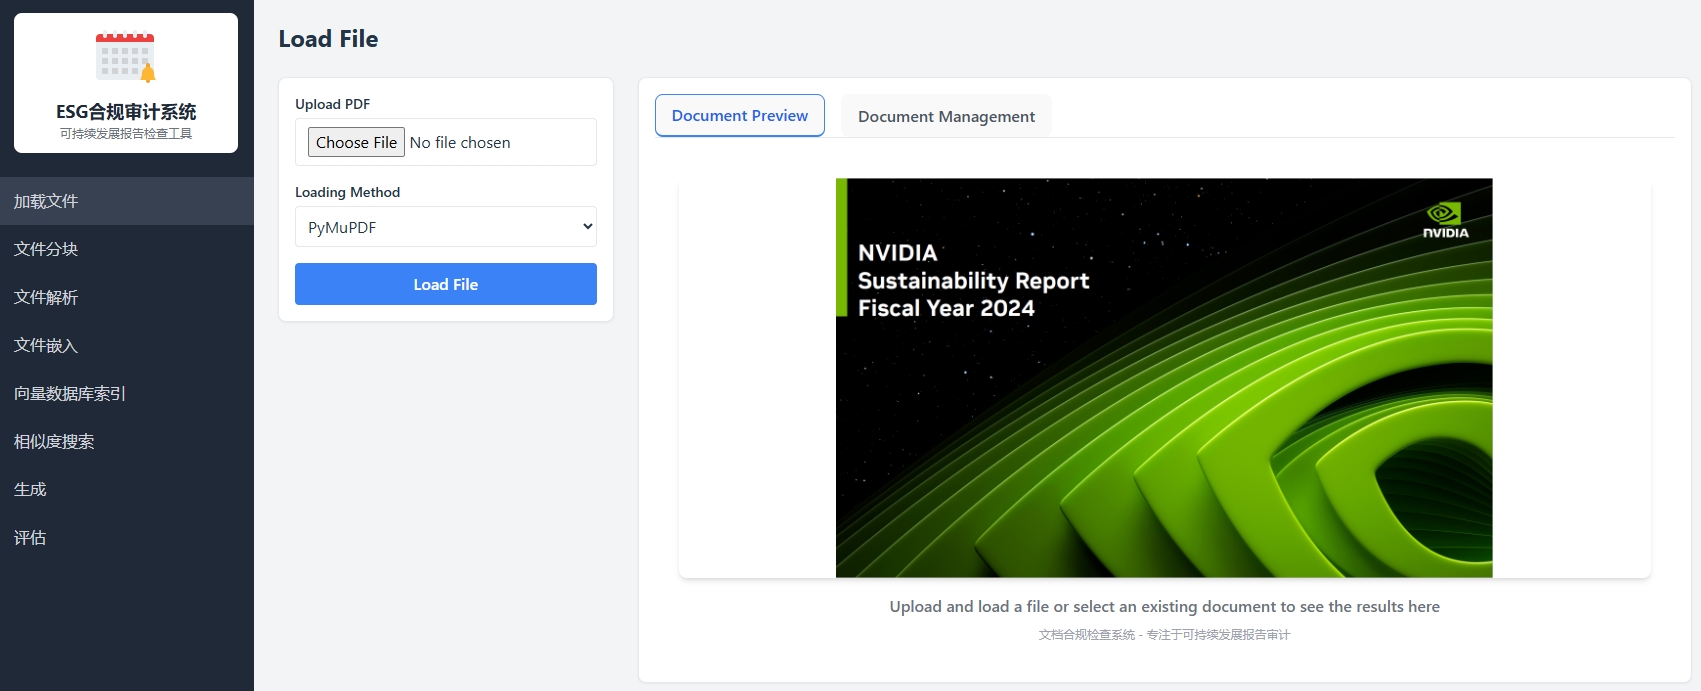 ESG合规审计系统
可持续发展报告检查工具
加载文件
文件分块
文件解析
文件嵌入
向量数据库索引
相似度搜索
生成
评估
Load File
Upload PDF
Choose File No file chosen
Loading Method
PyMuPDF
Load File
Document Preview
Document Management
NVIDIA
NVIDIA
Sustainability Report
Fiscal Year 2024
Upload and load a file or select an existing document to see the results here
文档合规检查系统 - 专注于可持续发展报告审计